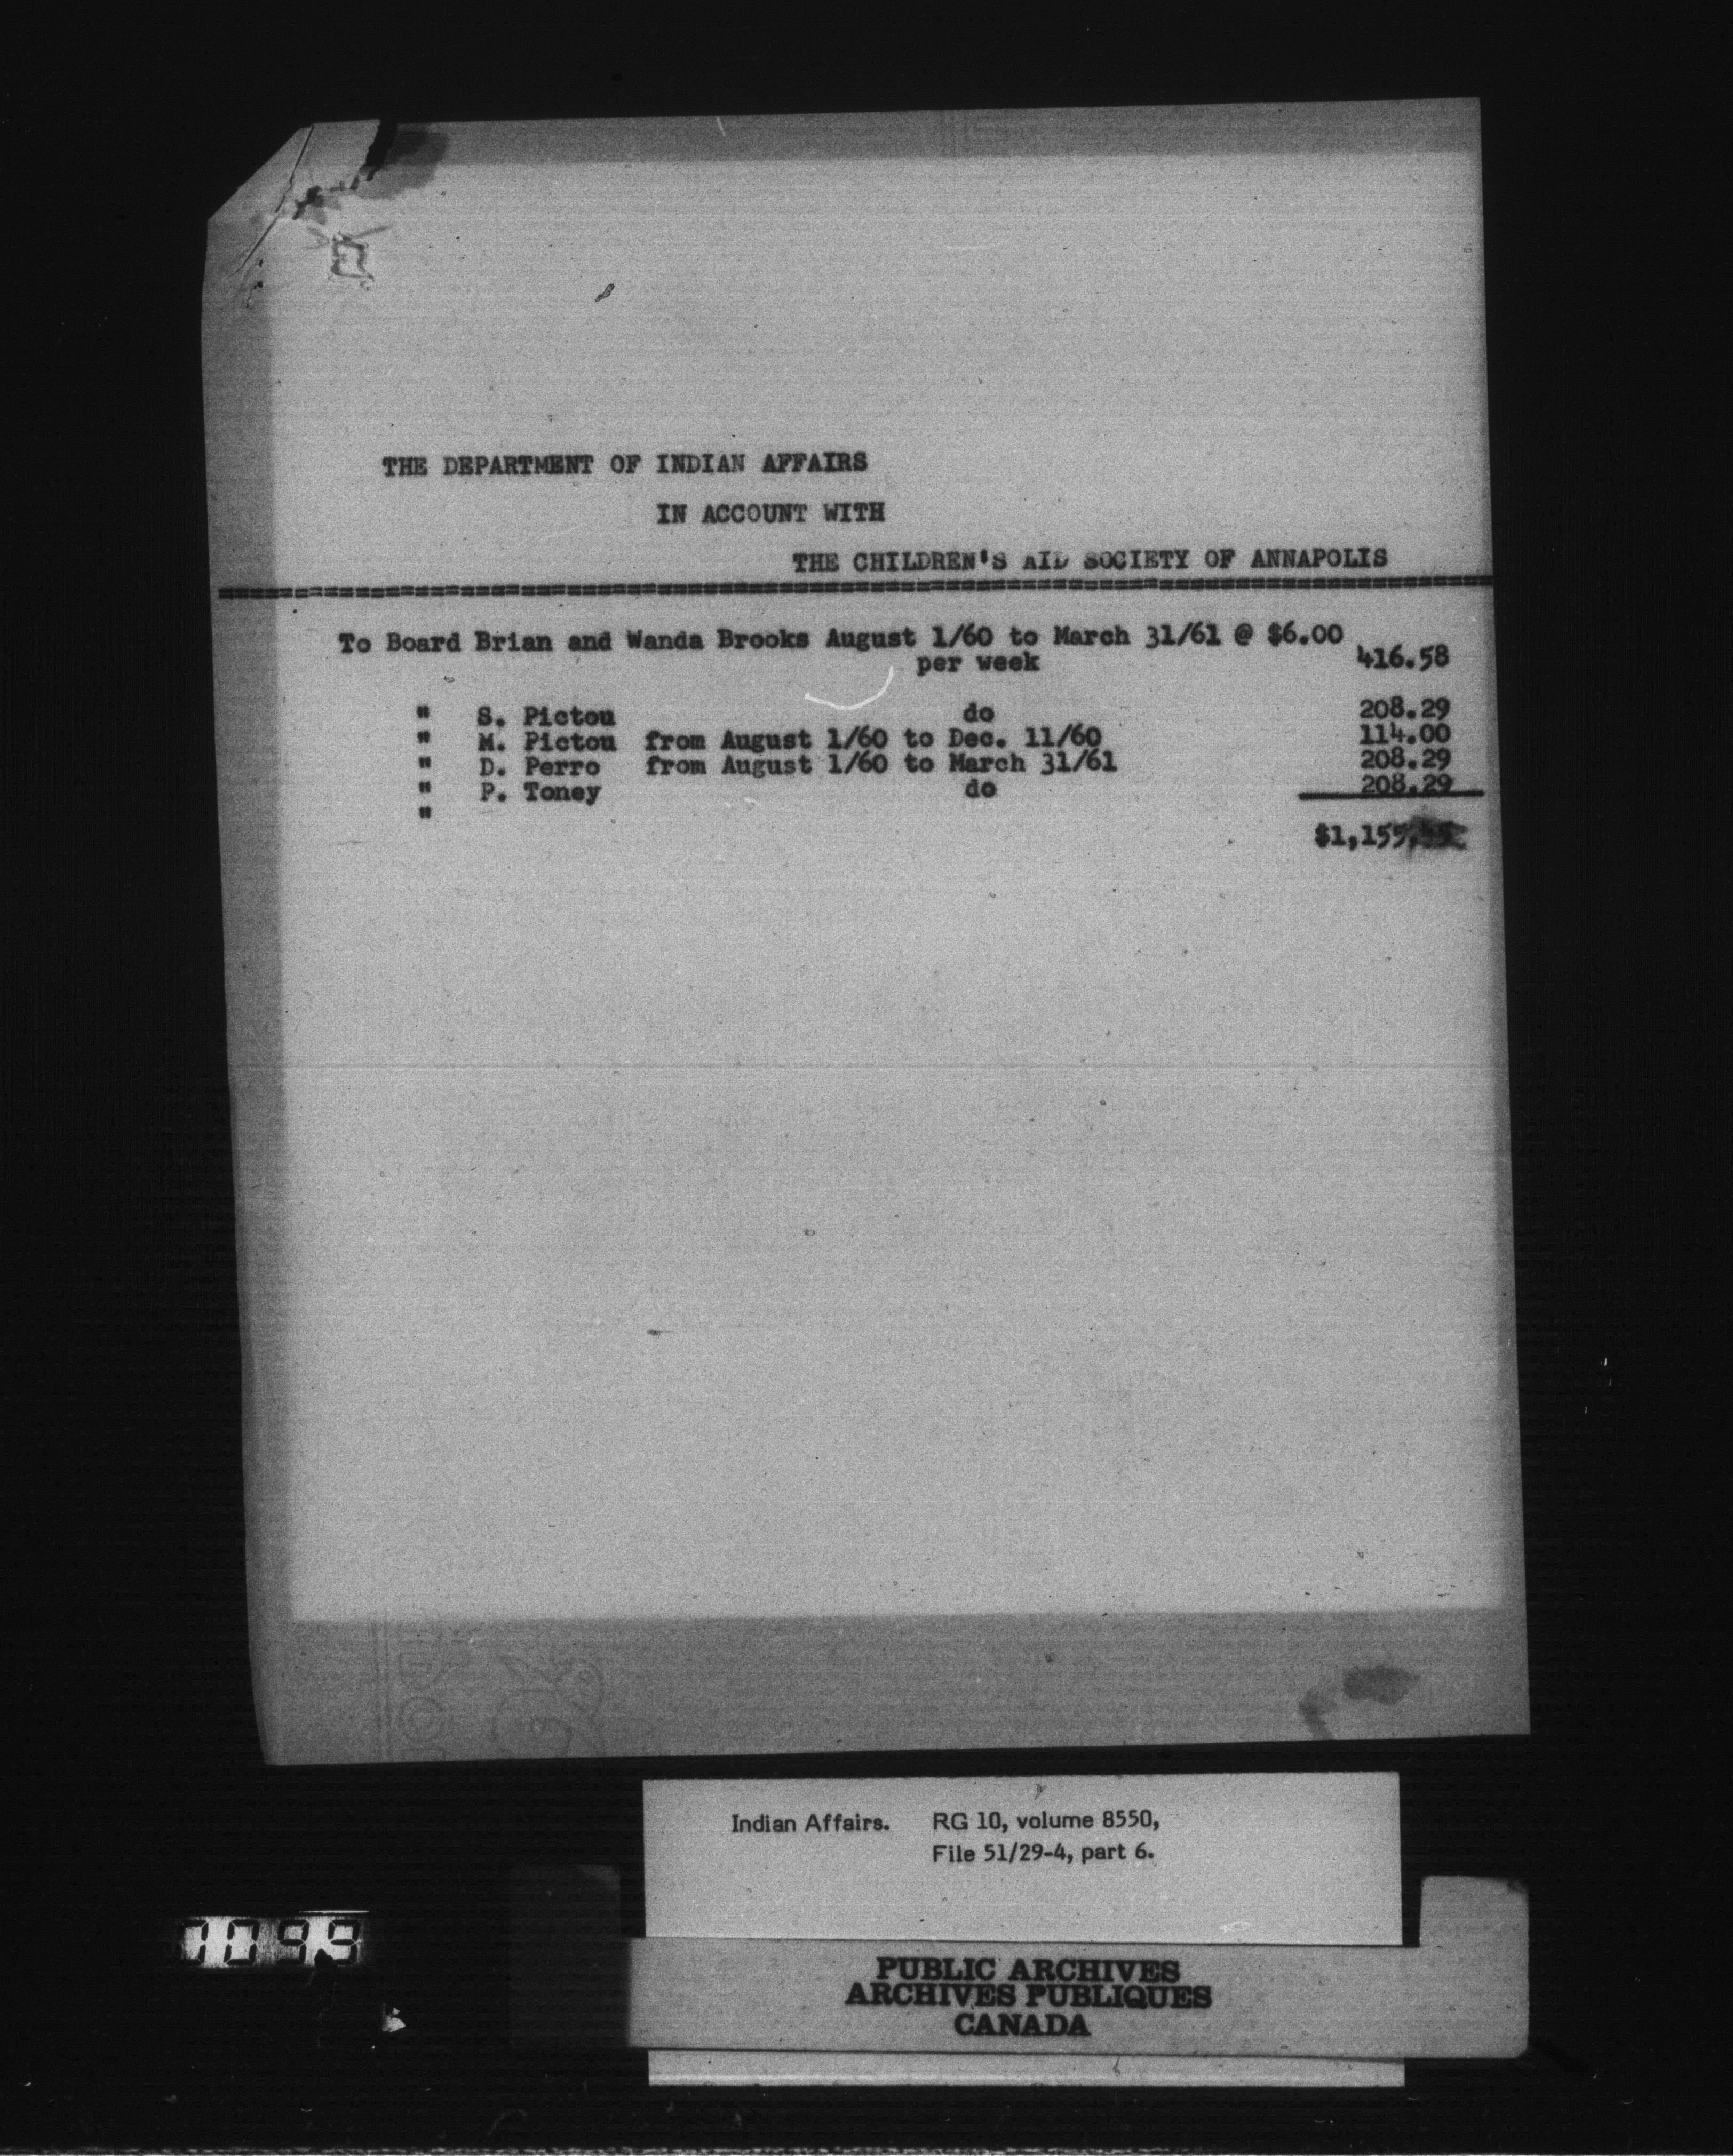 THE DEPARTMENT OF INDIAN AFFAIRS
IN ACCOUNT WITH
THE CHILDREN'S AID SOCIETY OF ANNAPOLIS
To Board Brian and Wanda Brooks August 1/60 to March 31/61 @ $6.00
per week 416.58
" S. Pictou do 208.29
" M. Pictou from August 1/60 to Dec. 11/60 114.00
" D. Perro from August 1/60 to March 31/61 208.29
" P. Toney do 208.29
"
$1,155.
Indian Affairs. RG 10, volume 8550,
File 51/29-4, part 6.
PUBLIC ARCHIVES
ARCHIVES PUBLIQUES
CANADA